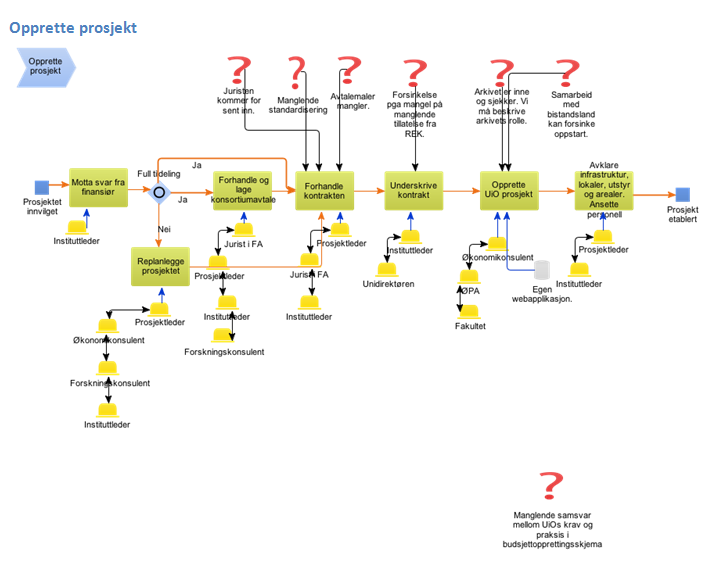 Opprette prosjekt
Opprette
prosjekt
Juristen
kommer for
sent inn.
Manglende
standardisering
Avtalemaler
mangler.
Forsinkelse
pga mangel på
manglende
tillatelse fra
REK.
Arkivet er inne
og sjekker. Vi
må beskrive
arkivets rolle.
Samarbeid
med
bistandsland
kan forsinke
oppstart.
Prosjektet
innvilget
Motta svar fra
finansiør
Full tideling
Ja
Ja
Nei
Forhandle og
lage
konsortiumavtale
Forhandle
kontrakten
Underskrive
kontrakt
Opprette
UiO prosjekt
Avklare
infrastruktur,
lokaler, utstyr
og arealer.
Ansette
personell
Prosjekt
etablert
Instituttleder
Replanlegge
prosjektet
Prosjektleder
Økonomikonsulent
Forskningskonsulent
Instituttleder
Jurist i FA
Prosjektleder
Instituttleder
Forskningskonsulent
Prosjektleder
Jurist i FA
Instituttleder
Instituttleder
Unidirektøren
Økonomikonsulent
ØPA
Fakultet
Egen
webapplikasjon.
Prosjektleder
Instituttleder
Manglende samsvar
mellom UiOs krav og
praksis i
budsjettopprettingsskjema